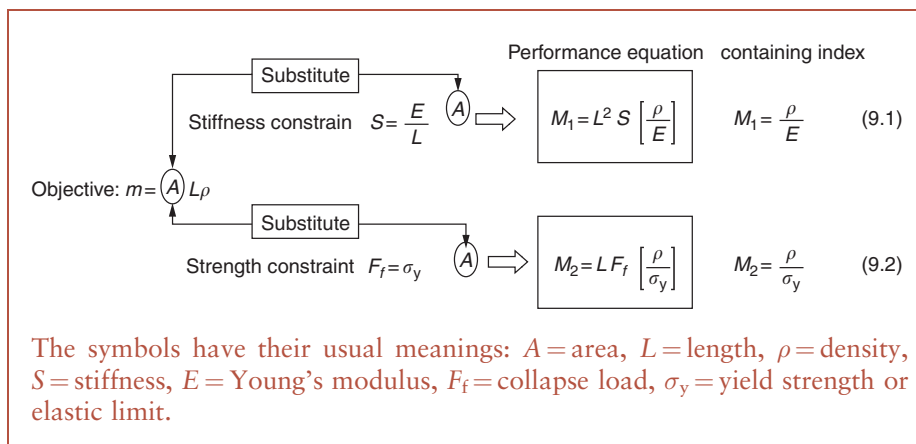 Performance equation containing index
Substitute
Stiffness constrain S = E/L A
M₁ = L² S [ρ/E] M₁ = ρ/E (9.1)
Objective: m = A Lρ
Substitute
Strength constraint F_f = σ_y A
M₂ = L F_f [ρ/σ_y] M₂ = ρ/σ_y (9.2)
The symbols have their usual meanings: A = area, L = length, ρ = density,
S = stiffness, E = Young's modulus, F_f = collapse load, σ_y = yield strength or
elastic limit.